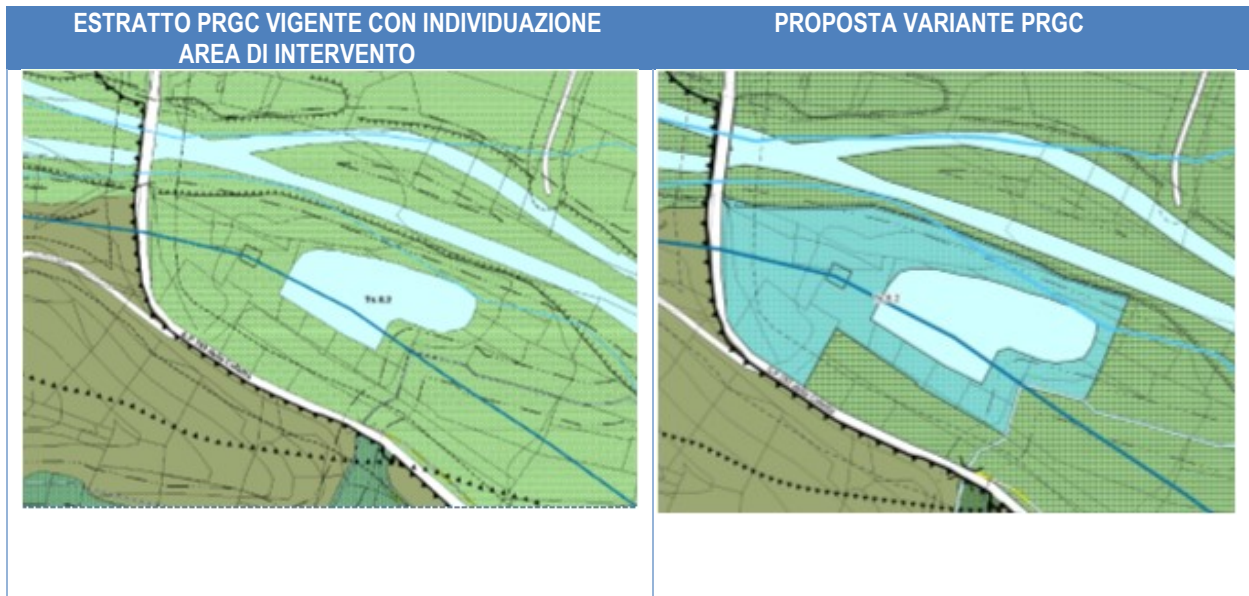 ESTRATTO PRGC VIGENTE CON INDIVIDUAZIONE
AREA DI INTERVENTO
PROPOSTA VARIANTE PRGC